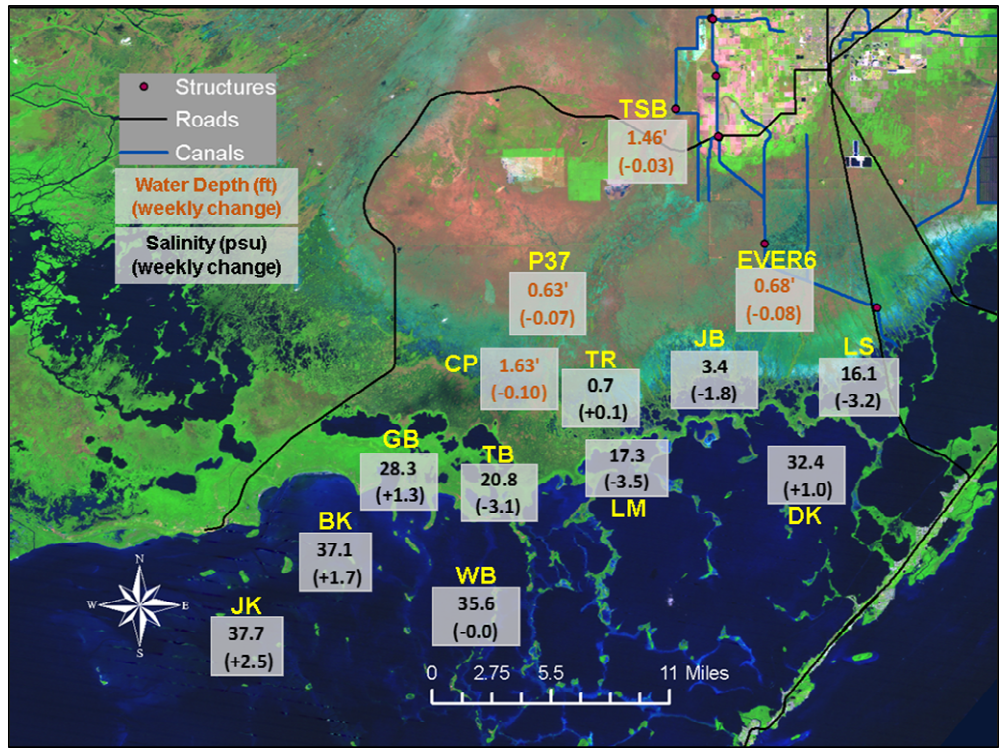 Structures
Roads
Canals
Water Depth (ft)
(weekly change)
Salinity (psu)
(weekly change)
TSB
1.46'
(-0.03)
P37
0.63'
(-0.07)
EVER6
0.68'
(-0.08)
CP
1.63'
(-0.10)
TR
0.7
(+0.1)
JB
3.4
(-1.8)
LS
16.1
(-3.2)
GB
28.3
(+1.3)
TB
20.8
(-3.1)
17.3
(-3.5)
LM
32.4
(+1.0)
DK
BK
37.1
(+1.7)
WB
35.6
(-0.0)
JK
37.7
(+2.5)
N
W E
S
0 2.75 5.5 11 Miles